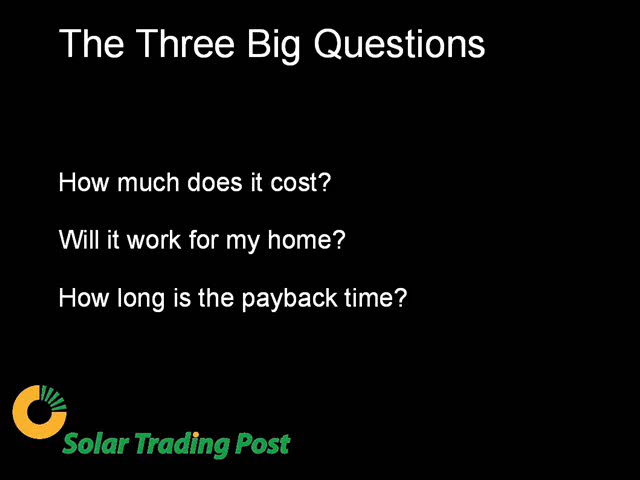 The Three Big Questions
How much does it cost?
Will it work for my home?
How long is the payback time?
Solar Trading Post